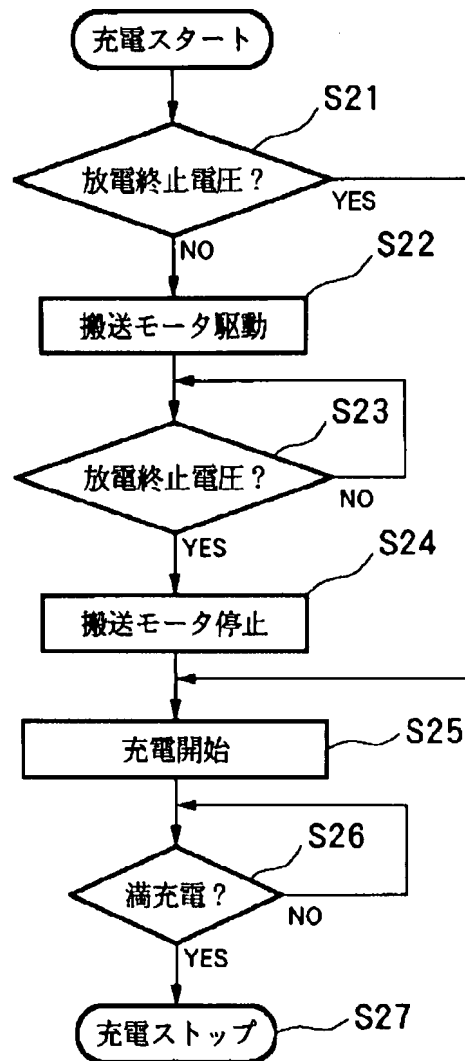 充電スタート
S21
放電終止電圧？
YES
NO
S22
搬送モータ駆動
S23
放電終止電圧？
NO
YES
S24
搬送モータ停止
S25
充電開始
S26
満充電？
NO
YES
S27
充電ストップ